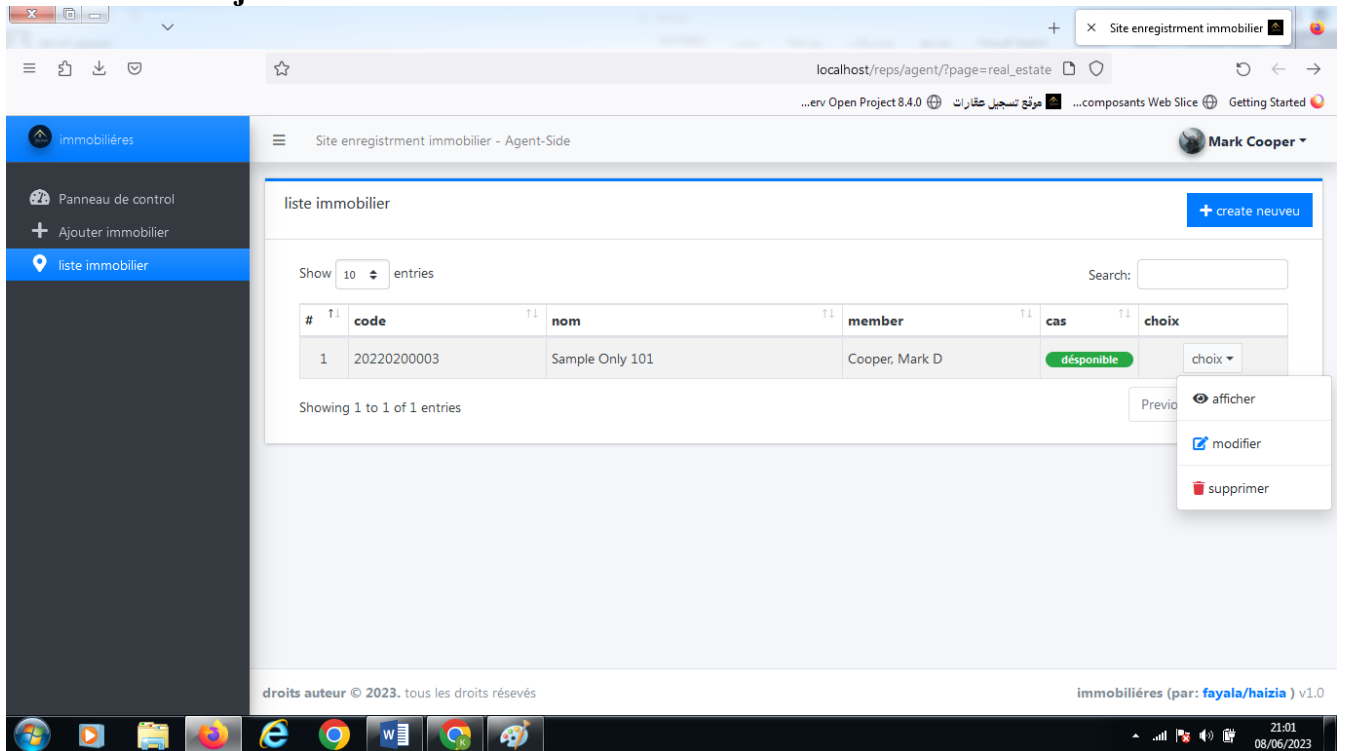 Site enregistrment immobilier
localhost/reps/agent/?page=real_estate
...erv Open Project 8.4.0 موقع تسجيل عقارات ...composants Web Slice Getting Started
immobiliéres
Site enregistrment immobilier - Agent-Side
Mark Cooper
Panneau de control
Ajouter immobilier
liste immobilier
liste immobilier
create neuveu
Show 10 entries
Search:
# code nom member cas choix
1 20220200003 Sample Only 101 Cooper, Mark D désponible choix
Showing 1 to 1 of 1 entries
Previo
afficher
modifier
supprimer
droits auteur © 2023. tous les droits résevés
immobiliéres (par: fayala/haizia ) v1.0
21:01
08/06/2023